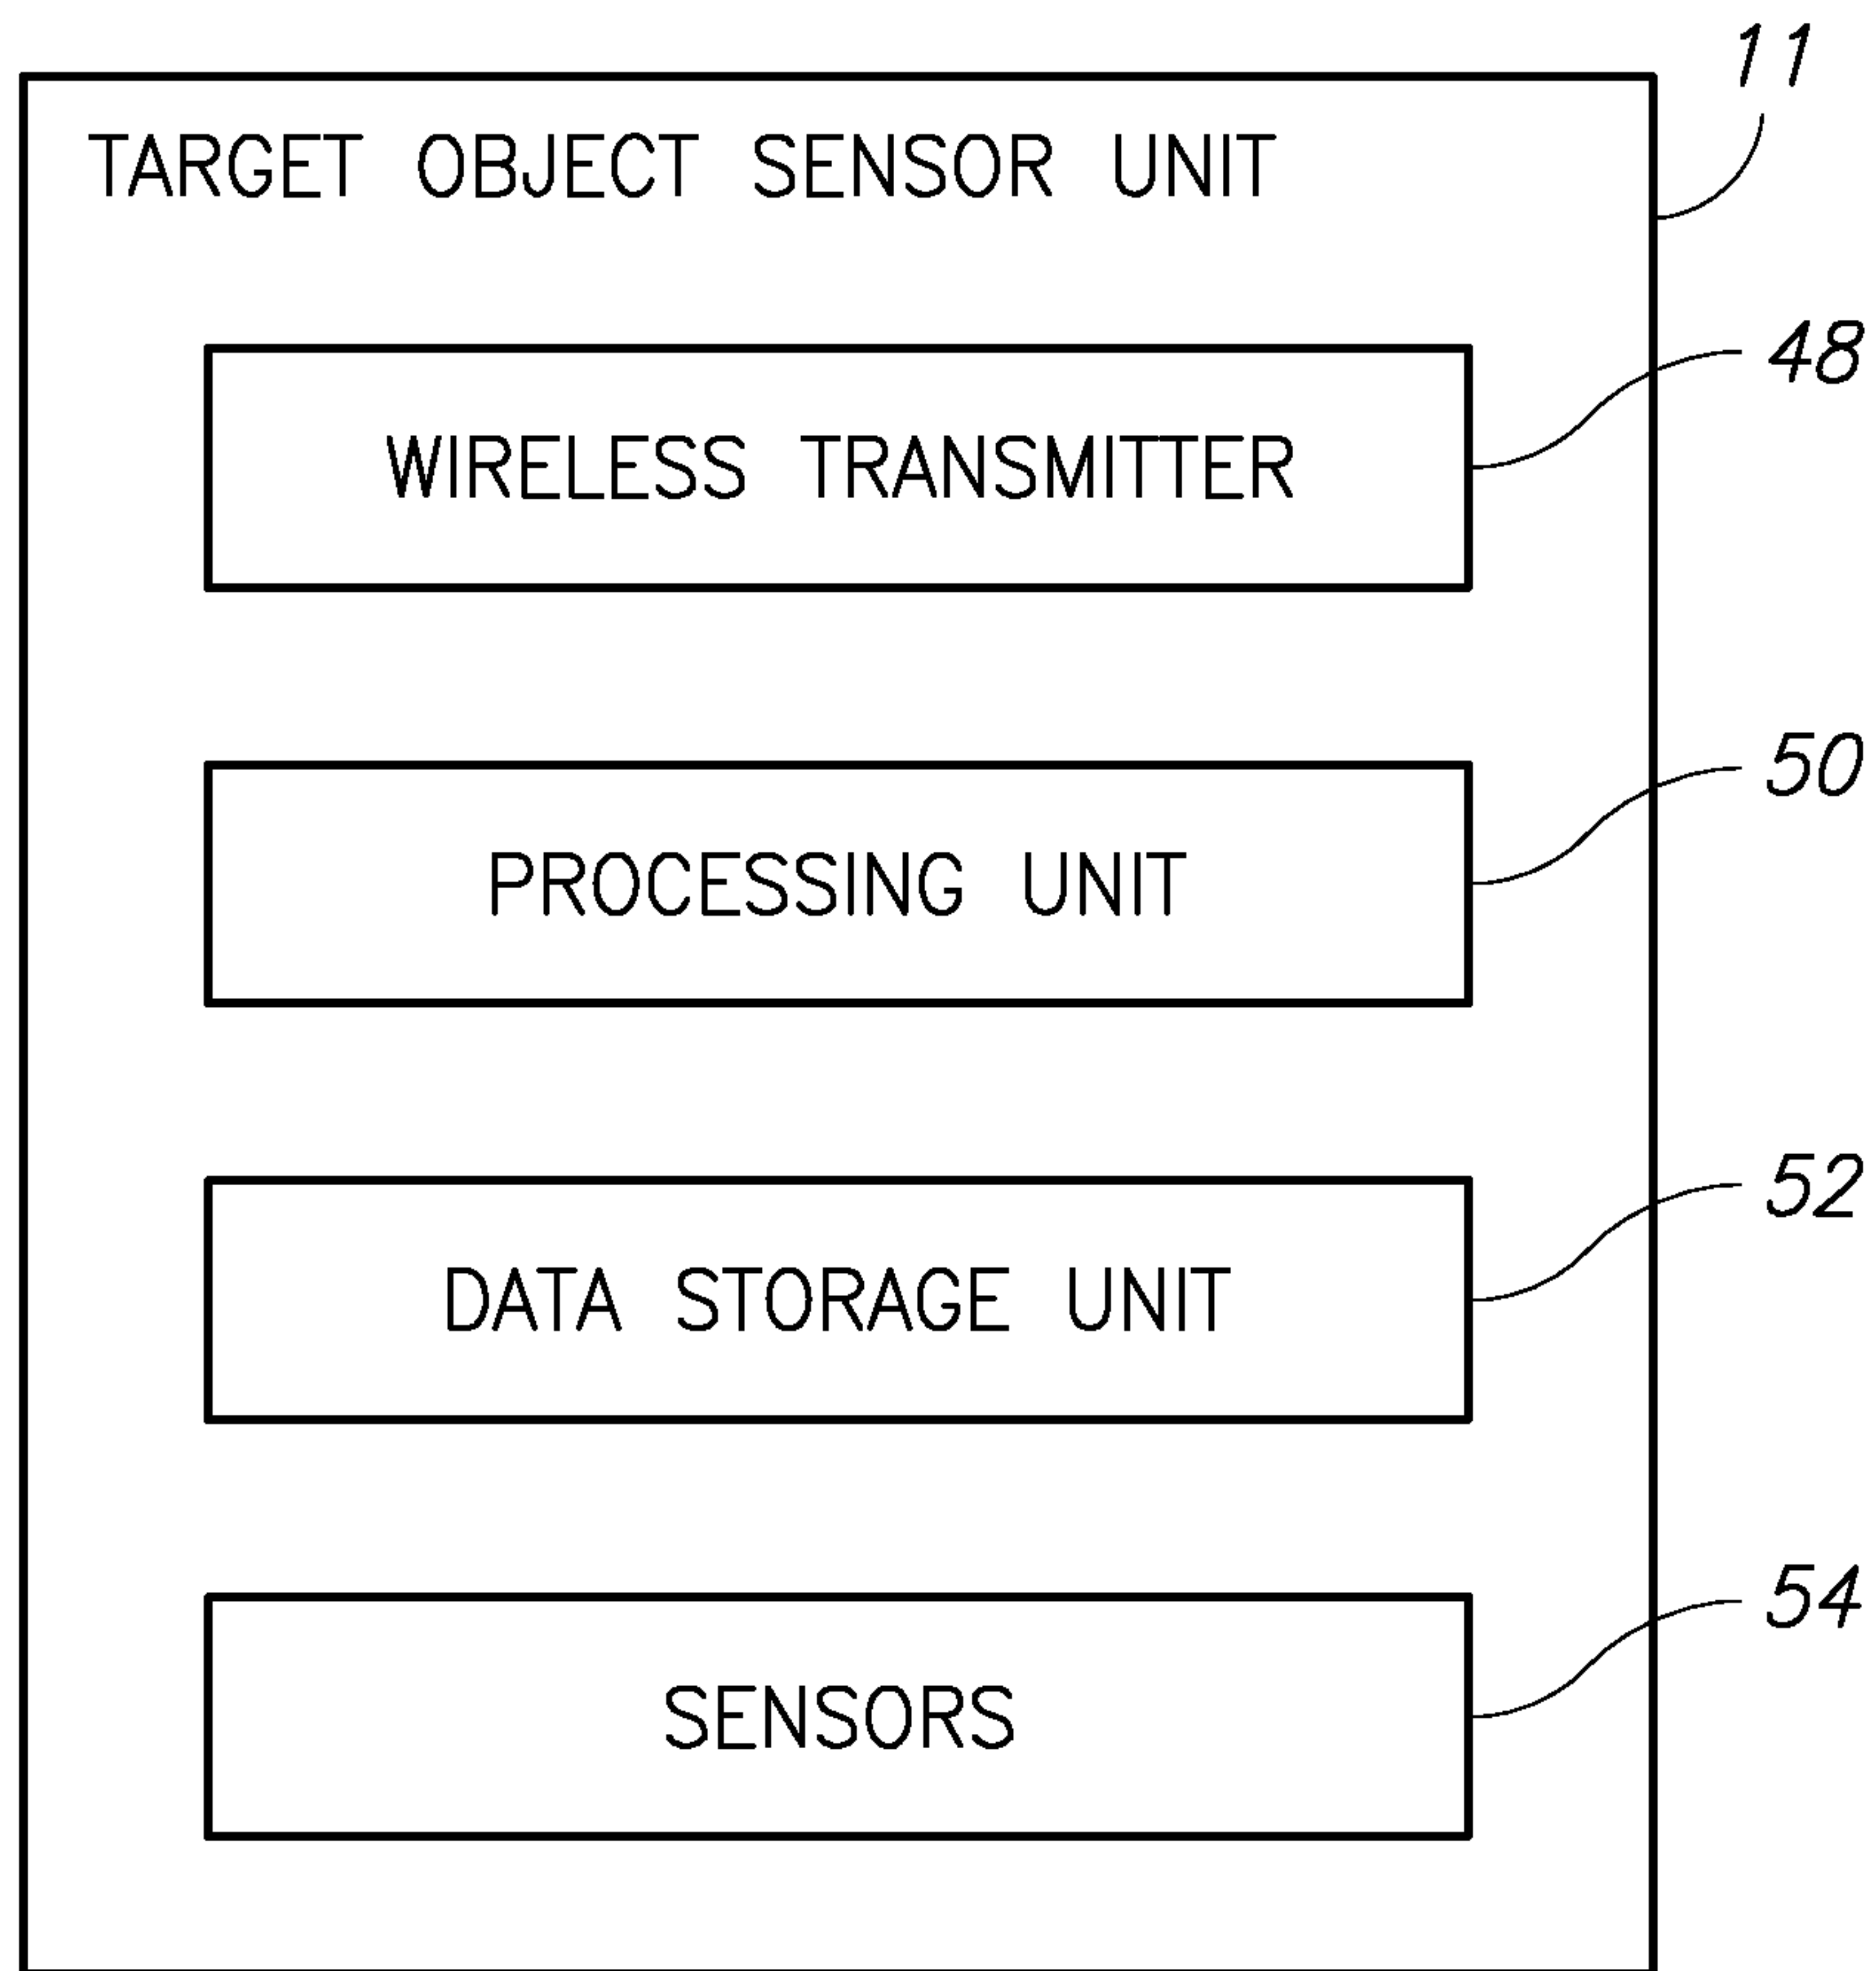 11
TARGET OBJECT SENSOR UNIT
48
WIRELESS TRANSMITTER
50
PROCESSING UNIT
52
DATA STORAGE UNIT
54
SENSORS